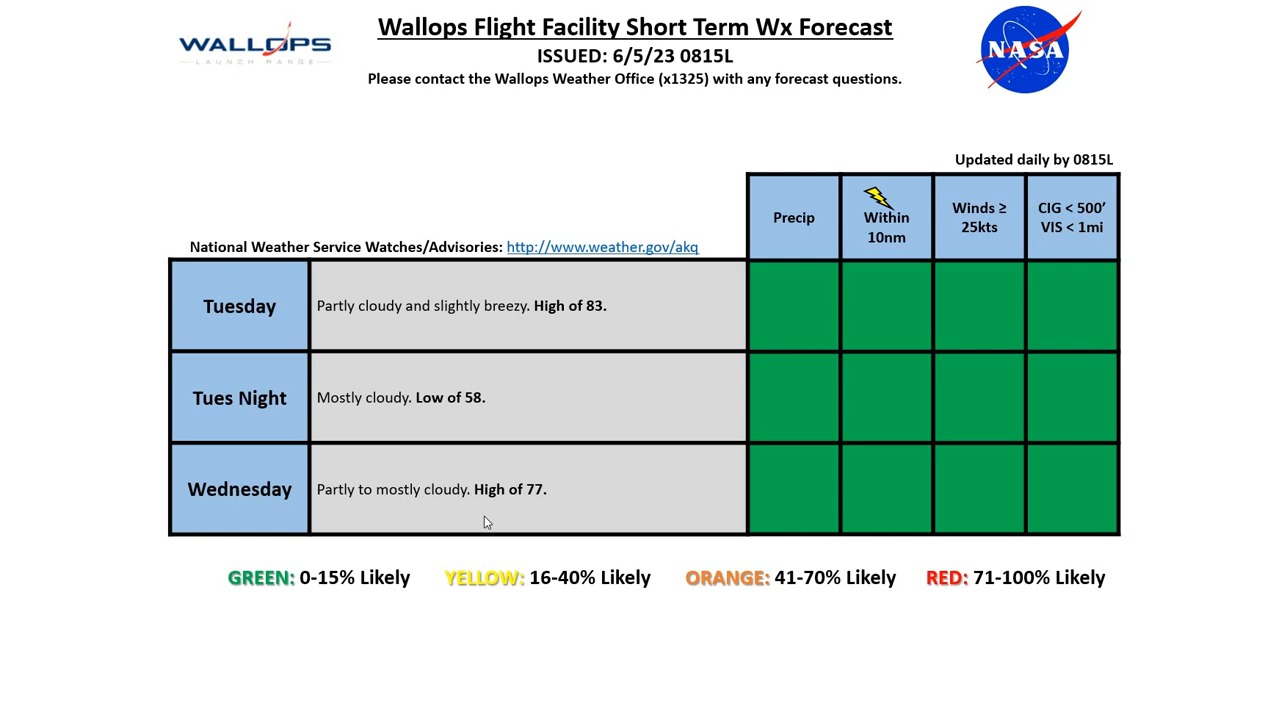 WALLOPS
LAUNCH RANGE
Wallops Flight Facility Short Term Wx Forecast
ISSUED: 6/5/23 0815L
Please contact the Wallops Weather Office (x1325) with any forecast questions.
NASA
Updated daily by 0815L
National Weather Service Watches/Advisories: http://www.weather.gov/akq
Precip
Within
10nm
Winds ≥
25kts
CIG < 500’
VIS < 1mi
Tuesday
Partly cloudy and slightly breezy. High of 83.
Tues Night
Mostly cloudy. Low of 58.
Wednesday
Partly to mostly cloudy. High of 77.
GREEN: 0-15% Likely
YELLOW: 16-40% Likely
ORANGE: 41-70% Likely
RED: 71-100% Likely